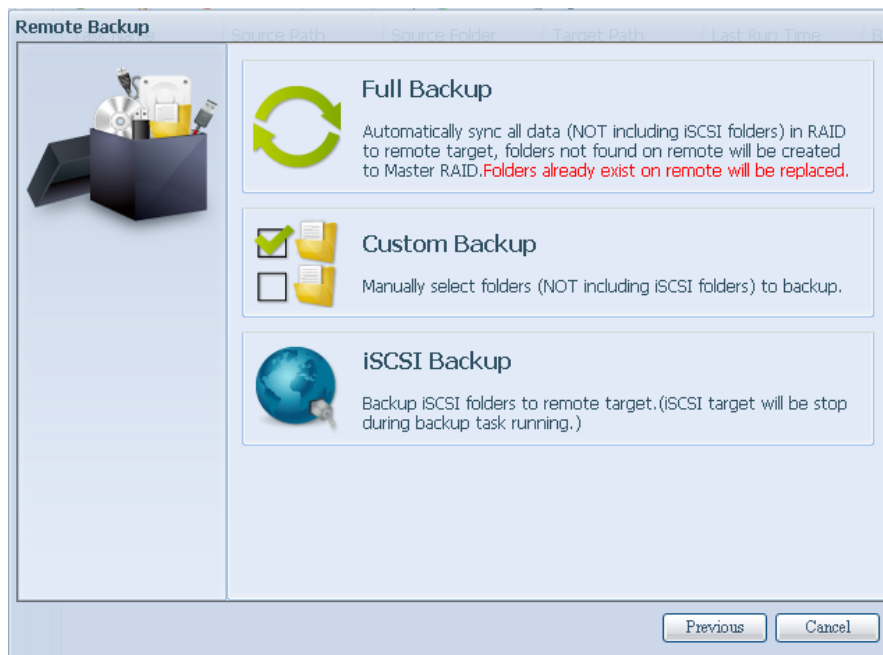 Remote Backup
Task Name Source Path Source Folder Target Path Last Run Time B
Full Backup
Automatically sync all data (NOT including iSCSI folders) in RAID
to remote target, folders not found on remote will be created
to Master RAID.Folders already exist on remote will be replaced.
Custom Backup
Manually select folders (NOT including iSCSI folders) to backup.
iSCSI Backup
Backup iSCSI folders to remote target.(iSCSI target will be stop
during backup task running.)
Previous Cancel